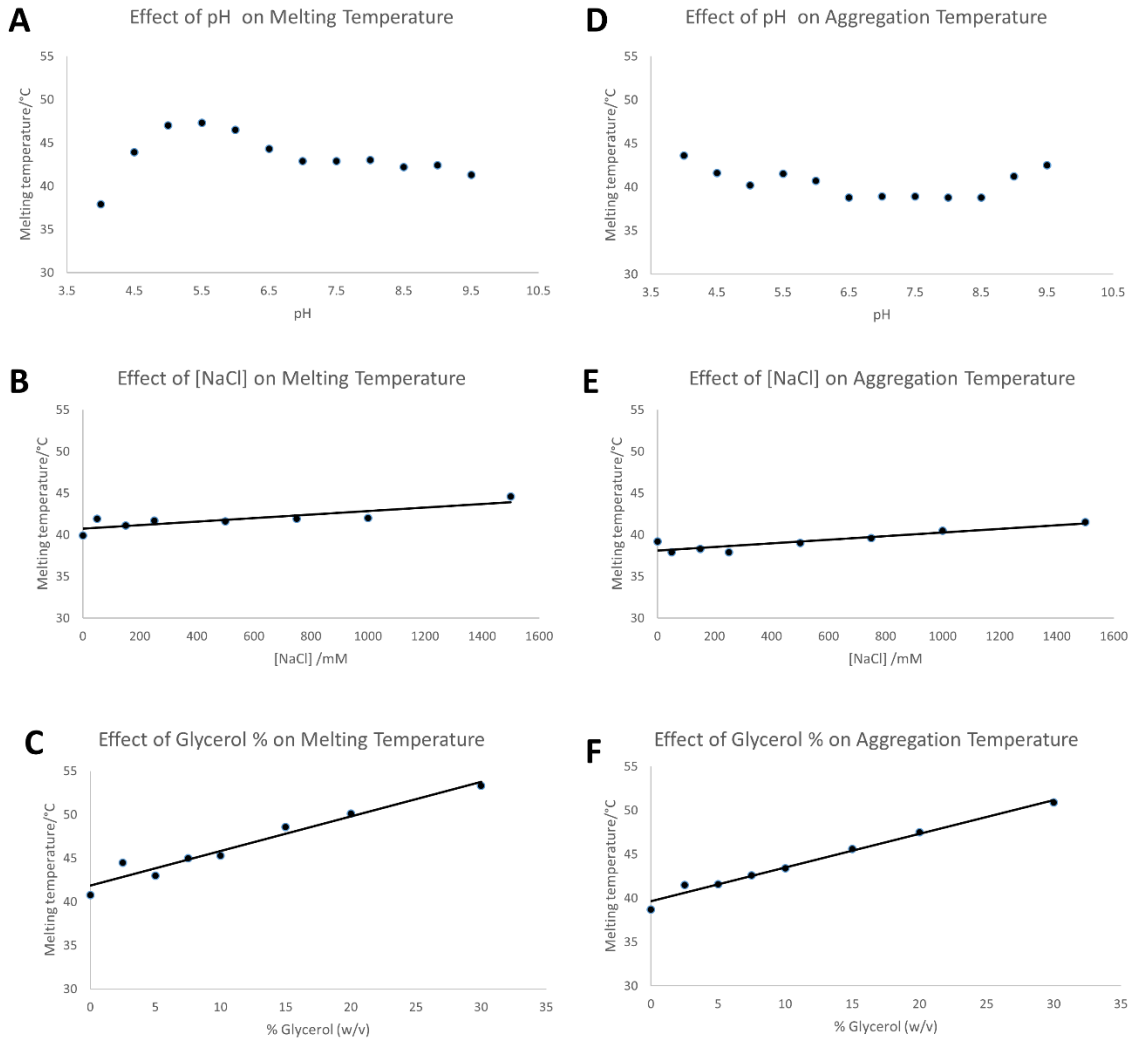 A
Effect of pH on Melting Temperature
Melting temperature/°C
55
50
45
40
35
30
3.5 4.5 5.5 6.5 7.5 8.5 9.5 10.5
pH
D
Effect of pH on Aggregation Temperature
Melting temperature/°C
55
50
45
40
35
30
3.5 4.5 5.5 6.5 7.5 8.5 9.5 10.5
pH
B
Effect of [NaCl] on Melting Temperature
Melting temperature/°C
55
50
45
40
35
30
0 200 400 600 800 1000 1200 1400 1600
[NaCl] /mM
E
Effect of [NaCl] on Aggregation Temperature
Melting temperature/°C
55
50
45
40
35
30
0 200 400 600 800 1000 1200 1400 1600
[NaCl] /mM
C
Effect of Glycerol % on Melting Temperature
Melting temperature/°C
55
50
45
40
35
30
0 5 10 15 20 25 30 35
% Glycerol (w/v)
F
Effect of Glycerol % on Aggregation Temperature
Melting temperature/°C
55
50
45
40
35
30
0 5 10 15 20 25 30 35
% Glycerol (w/v)